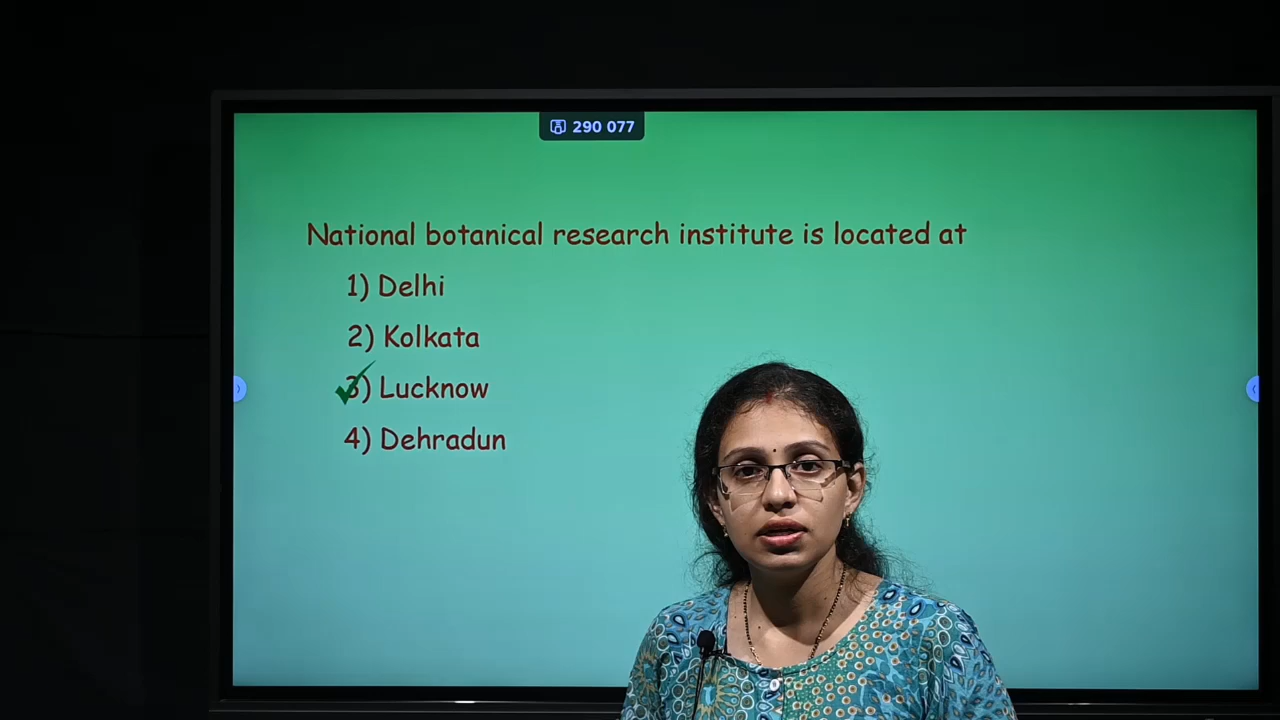 290 077
National botanical research institute is located at
1) Delhi
2) Kolkata
3) Lucknow
4) Dehradun